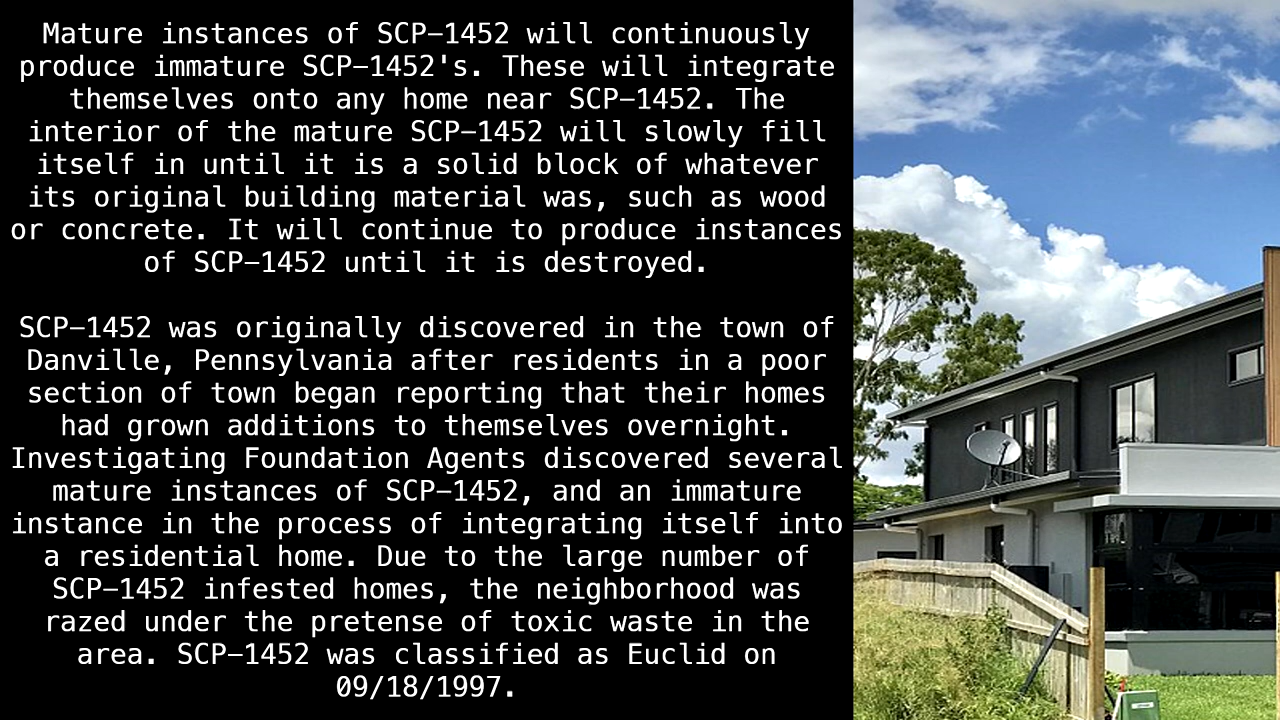 Mature instances of SCP-1452 will continuously
produce immature SCP-1452's. These will integrate
themselves onto any home near SCP-1452. The
interior of the mature SCP-1452 will slowly fill
itself in until it is a solid block of whatever
its original building material was, such as wood
or concrete. It will continue to produce instances
of SCP-1452 until it is destroyed.
SCP-1452 was originally discovered in the town of
Danville, Pennsylvania after residents in a poor
section of town began reporting that their homes
had grown additions to themselves overnight.
Investigating Foundation Agents discovered several
mature instances of SCP-1452, and an immature
instance in the process of integrating itself into
a residential home. Due to the large number of
SCP-1452 infested homes, the neighborhood was
razed under the pretense of toxic waste in the
area. SCP-1452 was classified as Euclid on
09/18/1997.